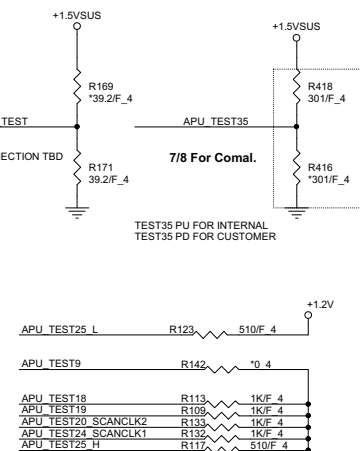 +1.5VSUS
+1.5VSUS
R169
*39.2/F_4
R418
301/F_4
TEST
APU_TEST35
ECTION TBD
R171
39.2/F_4
7/8 For Comal.
R416
*301/F_4
TEST35 PU FOR INTERNAL
TEST35 PD FOR CUSTOMER
+1.2V
APU_TEST25_L R123 510/F_4
APU_TEST9 R142 *0_4
APU_TEST18 R113 1K/F_4
APU_TEST19 R109 1K/F_4
APU_TEST20_SCANCLK2 R133 1K/F_4
APU_TEST24_SCANCLK1 R132 1K/F_4
APU_TEST25_H R117 510/F_4